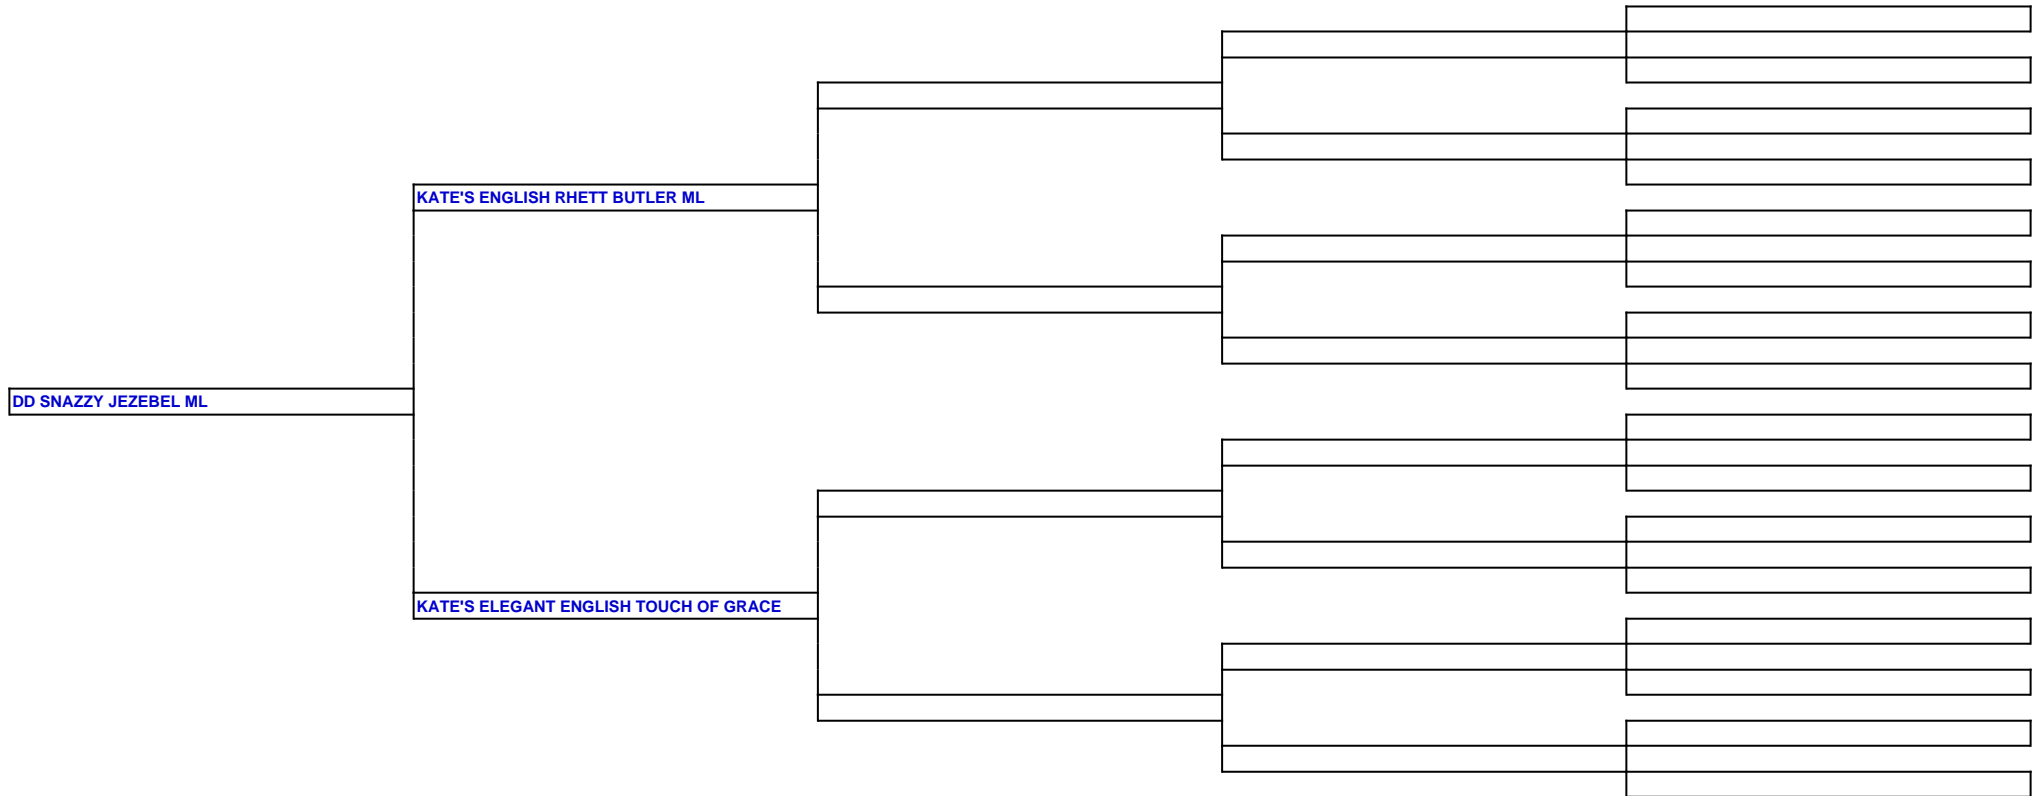 KATE'S ENGLISH RHETT BUTLER ML
DD SNAZZY JEZEBEL ML
KATE'S ELEGANT ENGLISH TOUCH OF GRACE